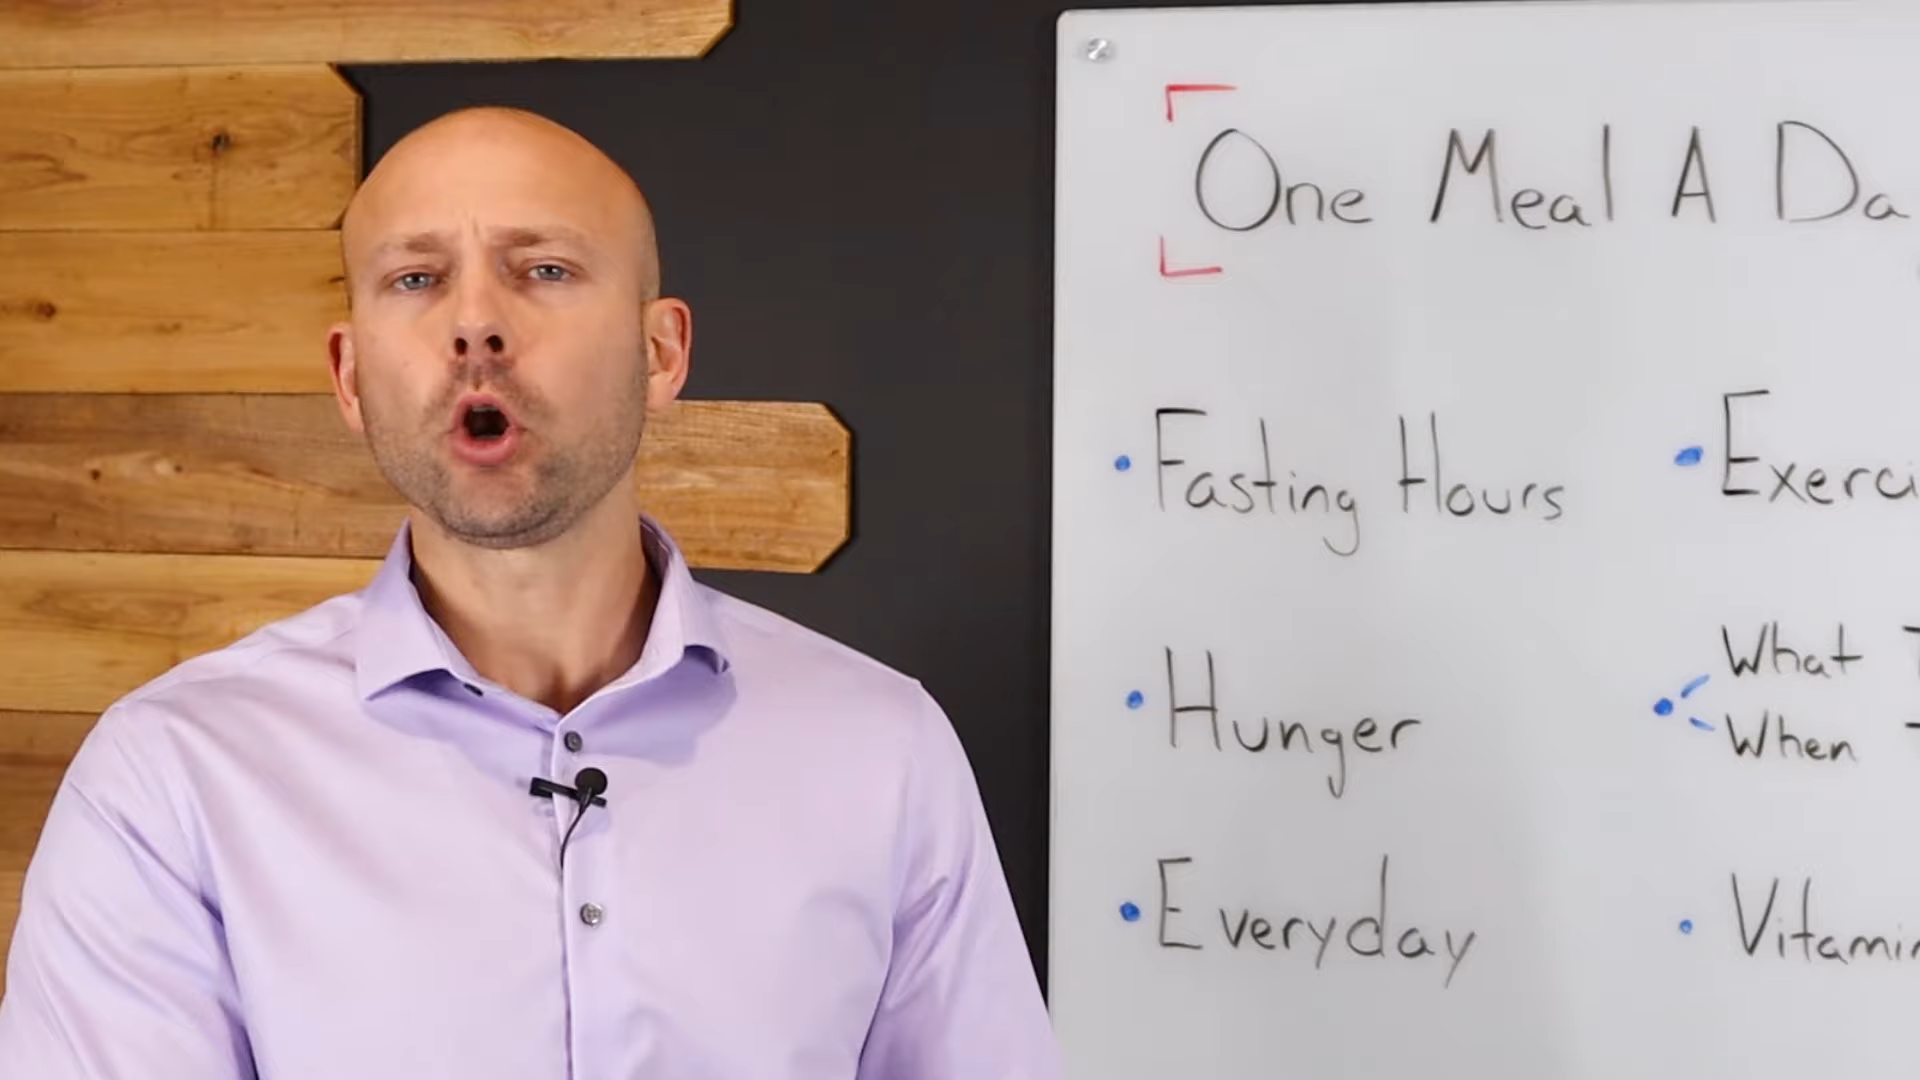 One Meal A Da
Fasting Hours
Hunger
Everyday
Exerci
What T
When T
Vitamin